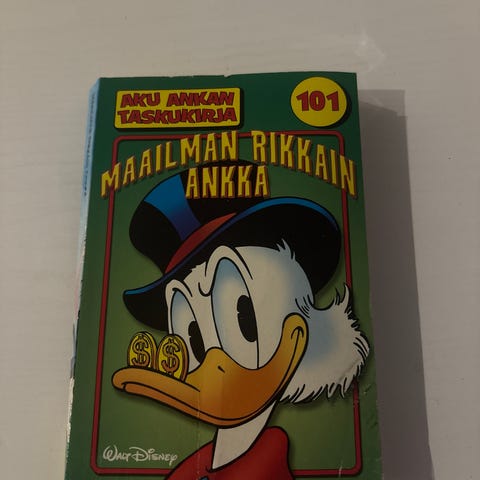 AKU ANKAN
TASKUKIRJA
101
MAAILMAN RIKKAIN
ANKKA
$ $
WALT DISNEY